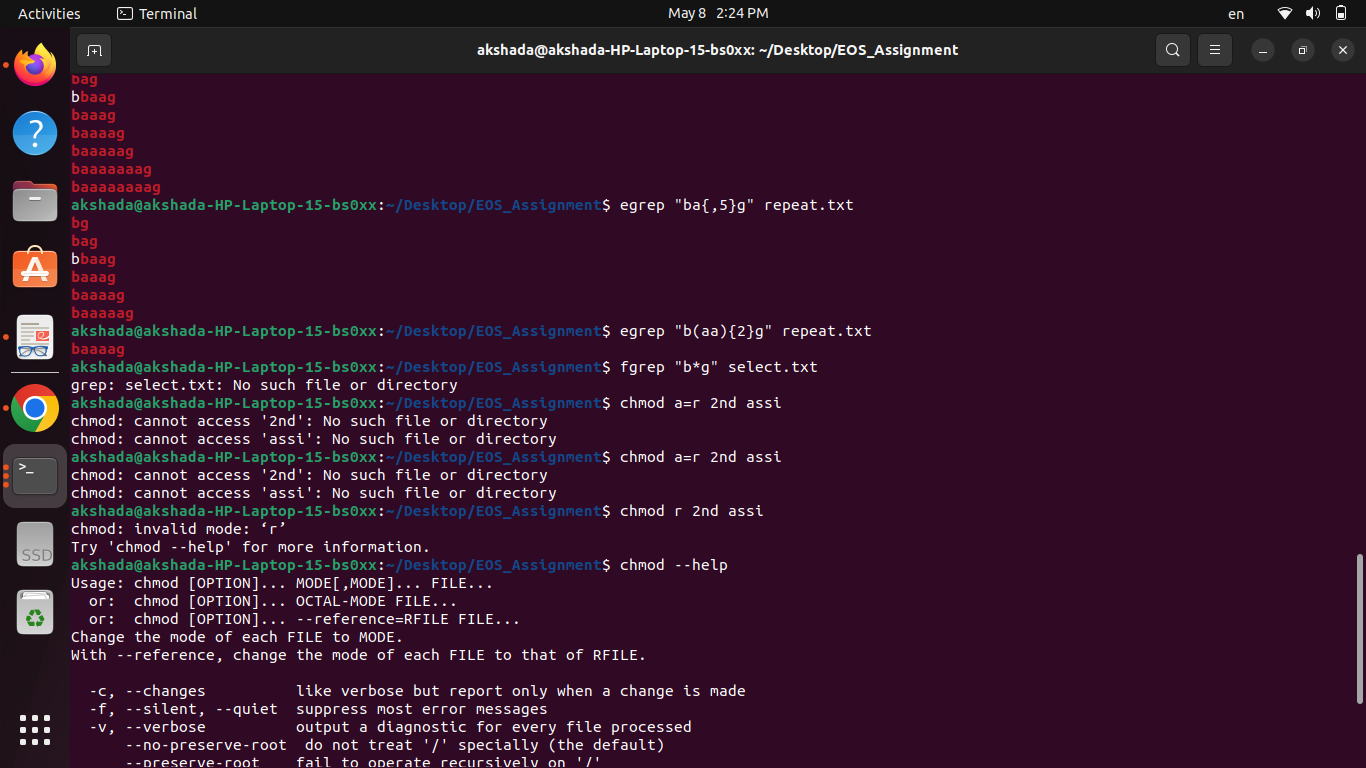 Activities Terminal May 8 2:24 PM en
akshada@akshada-HP-Laptop-15-bs0xx: ~/Desktop/EOS_Assignment
bag
bbaag
baaag
baaaag
baaaaag
baaaaaaag
baaaaaaaag
akshada@akshada-HP-Laptop-15-bs0xx:~/Desktop/EOS_Assignment$ egrep "ba{,5}g" repeat.txt
bg
bag
bbaag
baaag
baaaag
baaaaag
akshada@akshada-HP-Laptop-15-bs0xx:~/Desktop/EOS_Assignment$ egrep "b(aa){2}g" repeat.txt
baaaag
akshada@akshada-HP-Laptop-15-bs0xx:~/Desktop/EOS_Assignment$ fgrep "b*g" select.txt
grep: select.txt: No such file or directory
akshada@akshada-HP-Laptop-15-bs0xx:~/Desktop/EOS_Assignment$ chmod a=r 2nd assi
chmod: cannot access '2nd': No such file or directory
chmod: cannot access 'assi': No such file or directory
akshada@akshada-HP-Laptop-15-bs0xx:~/Desktop/EOS_Assignment$ chmod a=r 2nd assi
chmod: cannot access '2nd': No such file or directory
chmod: cannot access 'assi': No such file or directory
akshada@akshada-HP-Laptop-15-bs0xx:~/Desktop/EOS_Assignment$ chmod r 2nd assi
chmod: invalid mode: ‘r’
Try 'chmod --help' for more information.
akshada@akshada-HP-Laptop-15-bs0xx:~/Desktop/EOS_Assignment$ chmod --help
Usage: chmod [OPTION]... MODE[,MODE]... FILE...
  or:  chmod [OPTION]... OCTAL-MODE FILE...
  or:  chmod [OPTION]... --reference=RFILE FILE...
Change the mode of each FILE to MODE.
With --reference, change the mode of each FILE to that of RFILE.
  -c, --changes          like verbose but report only when a change is made
  -f, --silent, --quiet  suppress most error messages
  -v, --verbose          output a diagnostic for every file processed
      --no-preserve-root  do not treat '/' specially (the default)
      --preserve-root    fail to operate recursively on '/'
SSD